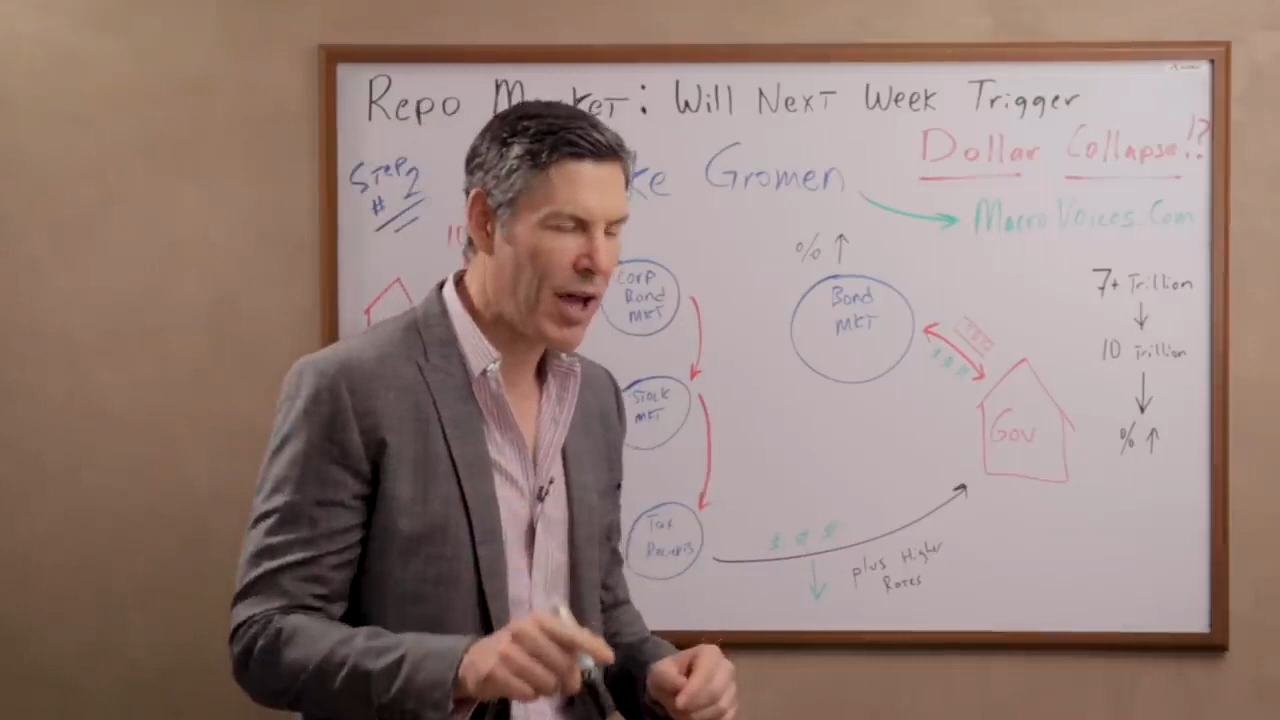 Repo Market: Will Next Week Trigger
Dollar Collapse!?
Step
# 2
ke Gromen
MacroVoices.Com
% ↑
Corp
Bond
MKT
Bond
MKT
7+ Trillion
↓
10 Trillion
↓
% ↑
Stock
MKT
Gov
Tax
$ $ $
plus Higher
Rates